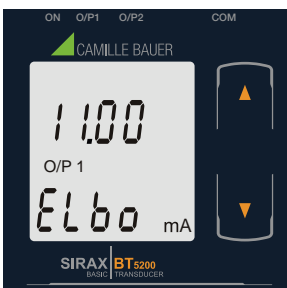 ON O/P1 O/P2 COM
CAMILLE BAUER
11.00
O/P 1
ELbo mA
SIRAX BT5200
BASIC TRANSDUCER